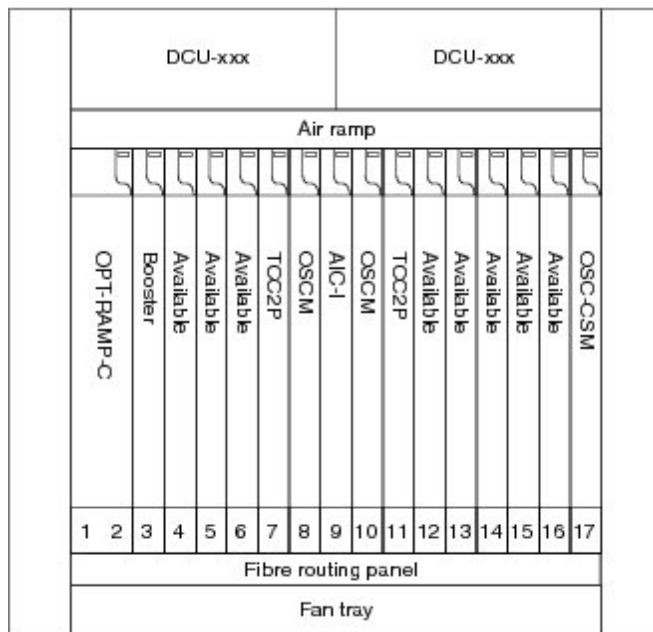 DCU-xxx DCU-xxx
Air ramp
OPT-RAMP-C
Booster
Available
Available
Available
TCC2P
OSCM
AIC-I
OSCM
TCC2P
Available
Available
Available
Available
Available
OSC-CSM
1 2 3 4 5 6 7 8 9 10 11 12 13 14 15 16 17
Fibre routing panel
Fan tray